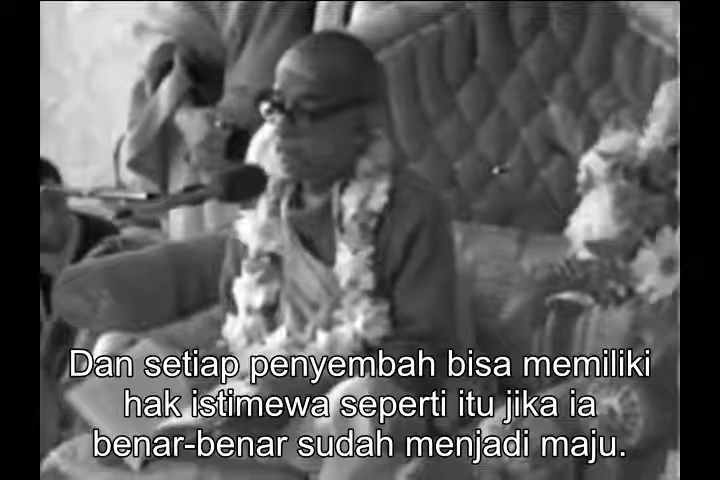 Dan setiap penyembah bisa memiliki
hak istimewa seperti itu jika ia
benar-benar sudah menjadi maju.